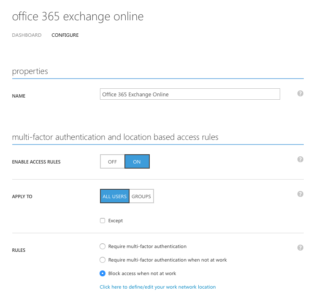 office 365 exchange online
DASHBOARD CONFIGURE
properties
NAME Office 365 Exchange Online ?
multi-factor authentication and location based access rules
ENABLE ACCESS RULES OFF ON ?
APPLY TO ALL USERS GROUPS ?
Except
RULES Require multi-factor authentication ?
Require multi-factor authentication when not at work
Block access when not at work
Click here to define/edit your work network location